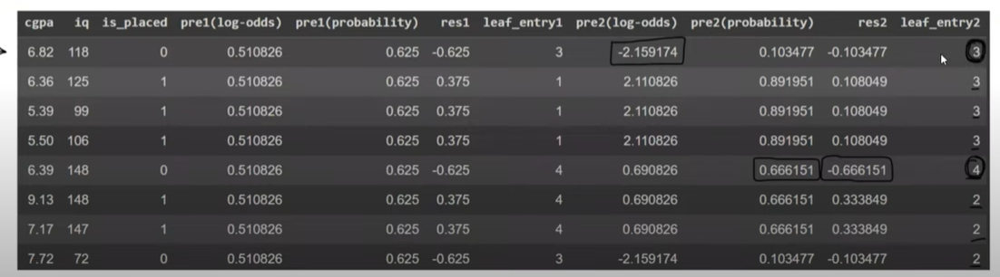 cgpa iq is_placed pre1(log-odds) pre1(probability) res1 leaf_entry1 pre2(log-odds) pre2(probability) res2 leaf_entry2
6.82 118 0 0.510826 0.625 -0.625 3 -2.159174 0.103477 -0.103477 3
6.36 125 1 0.510826 0.625 0.375 1 2.110826 0.891951 0.108049 3
5.39 99 1 0.510826 0.625 0.375 1 2.110826 0.891951 0.108049 3
5.50 106 1 0.510826 0.625 0.375 1 2.110826 0.891951 0.108049 3
6.39 148 0 0.510826 0.625 -0.625 4 0.690826 0.666151 -0.666151 4
9.13 148 1 0.510826 0.625 0.375 4 0.690826 0.666151 0.333849 2
7.17 147 1 0.510826 0.625 0.375 4 0.690826 0.666151 0.333849 2
7.72 72 0 0.510826 0.625 -0.625 3 -2.159174 0.103477 -0.103477 2